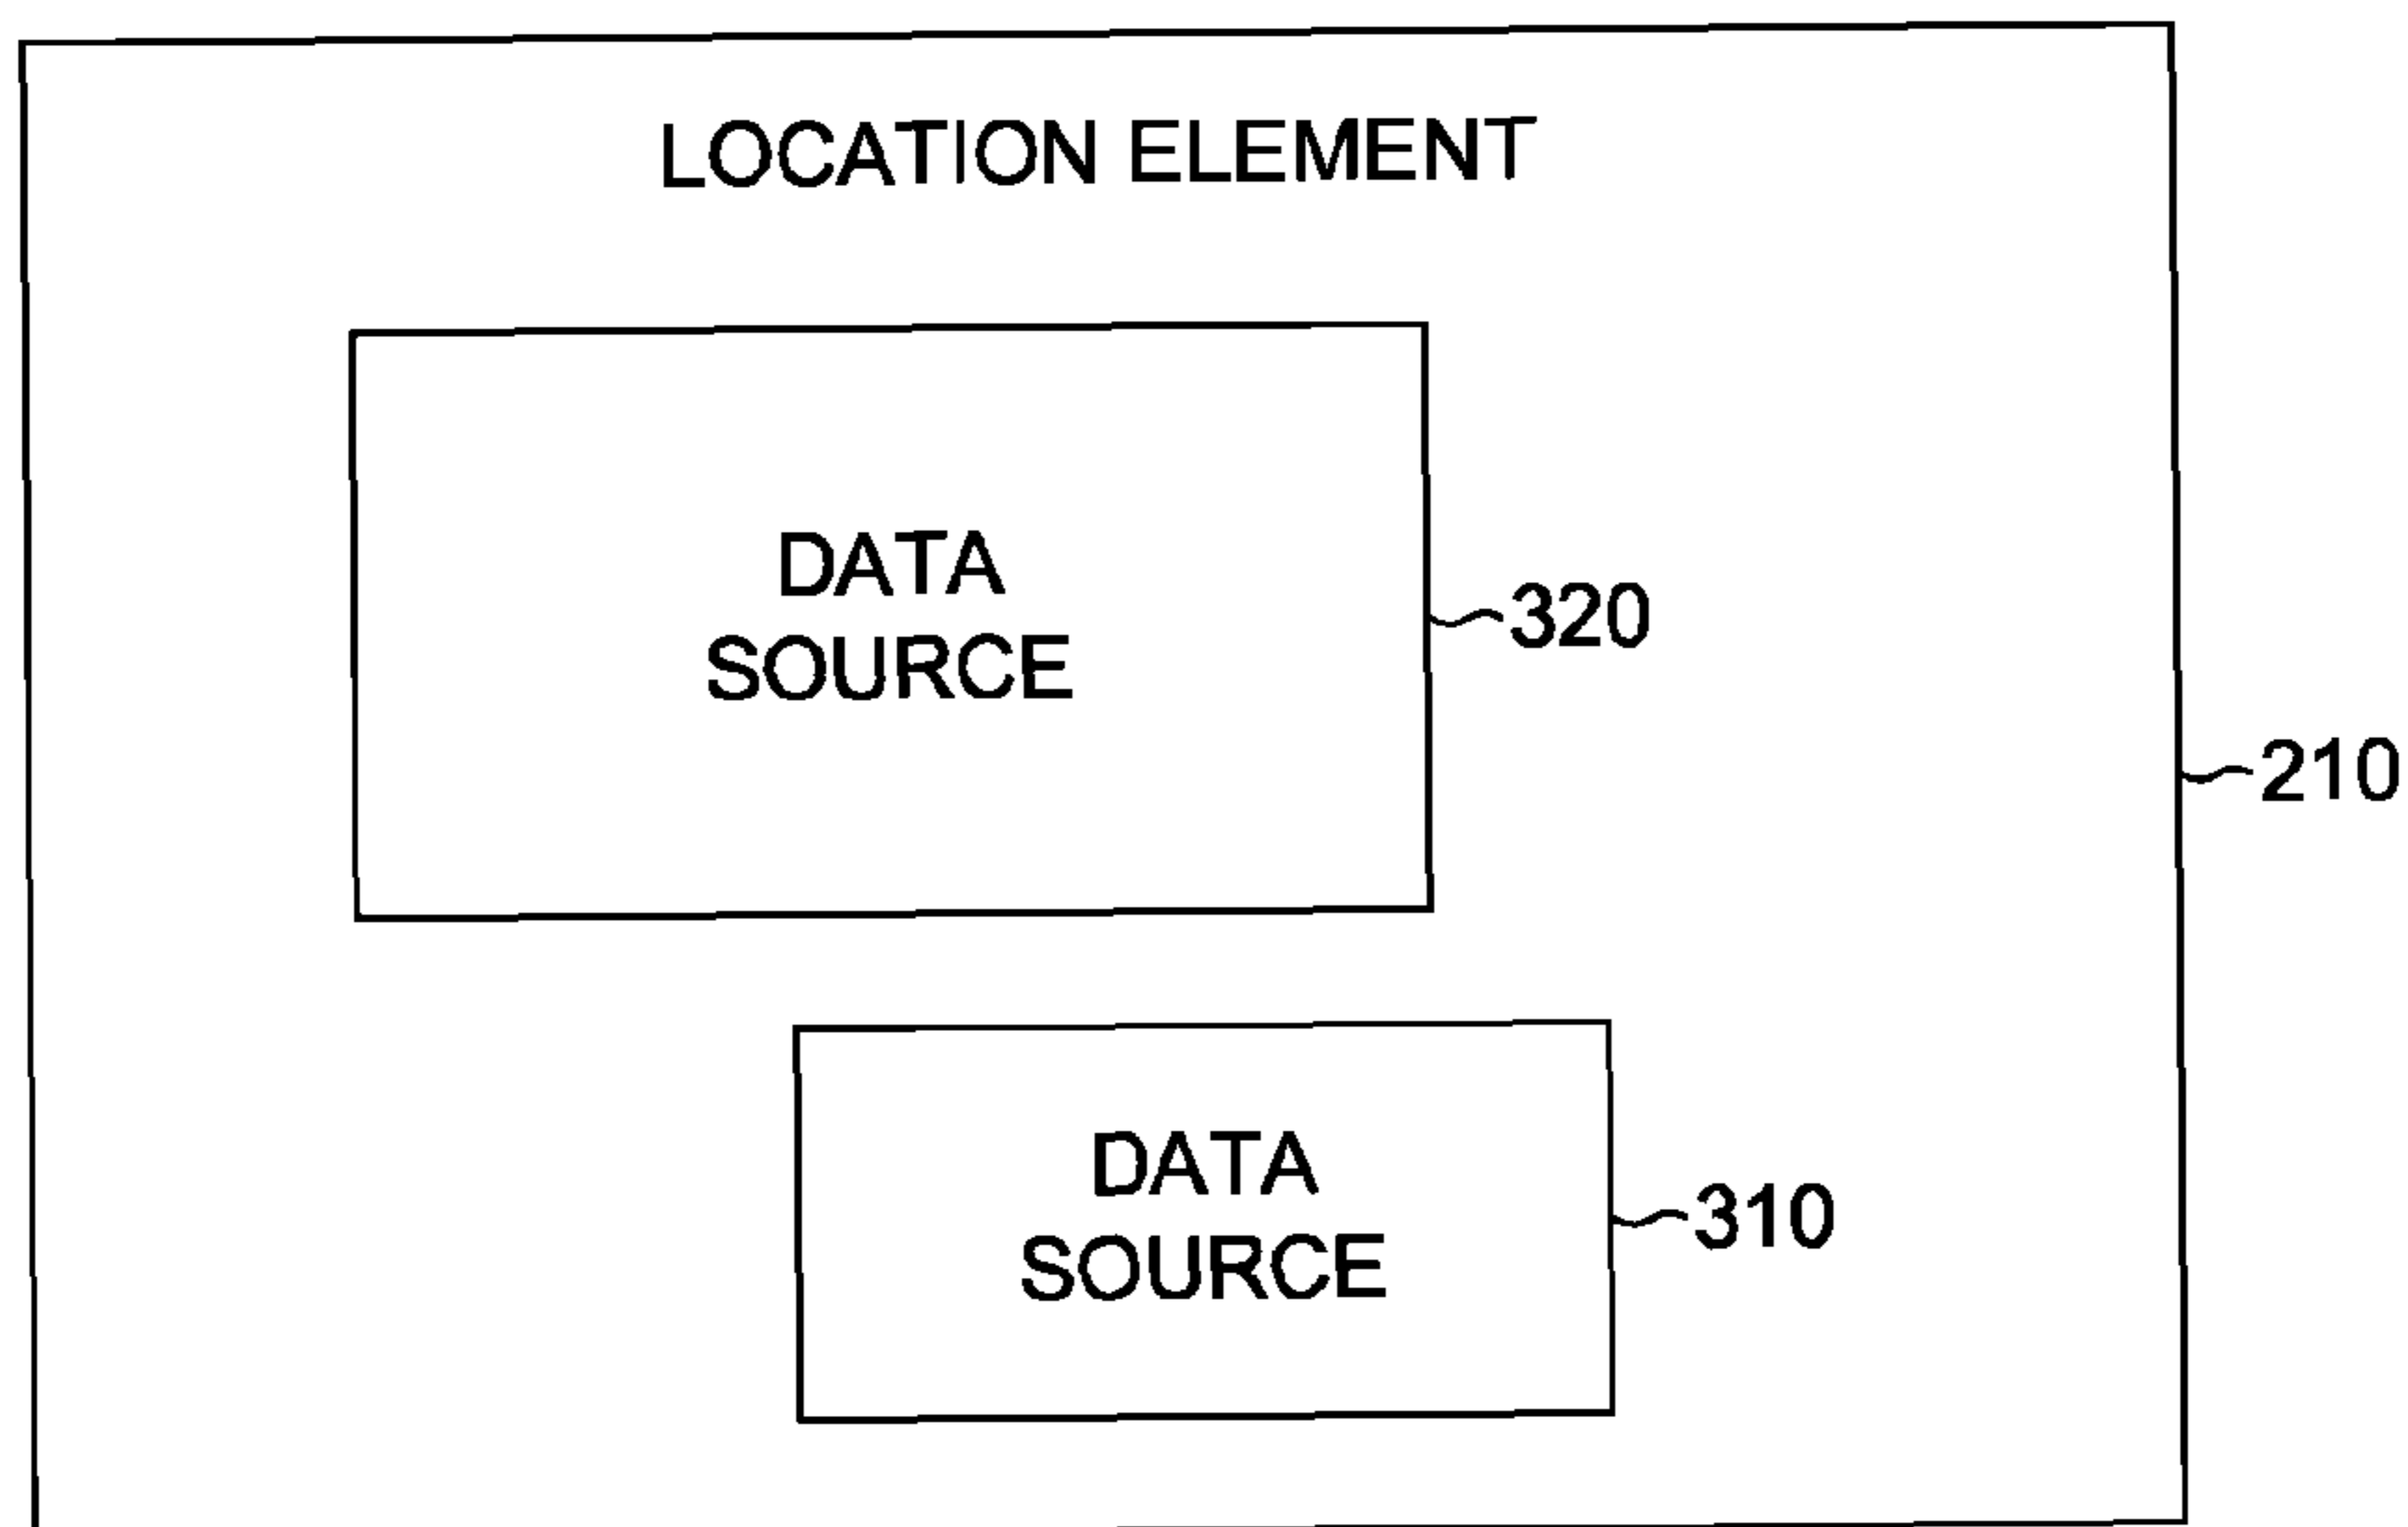 LOCATION ELEMENT
DATA
SOURCE
320
210
DATA
SOURCE
310